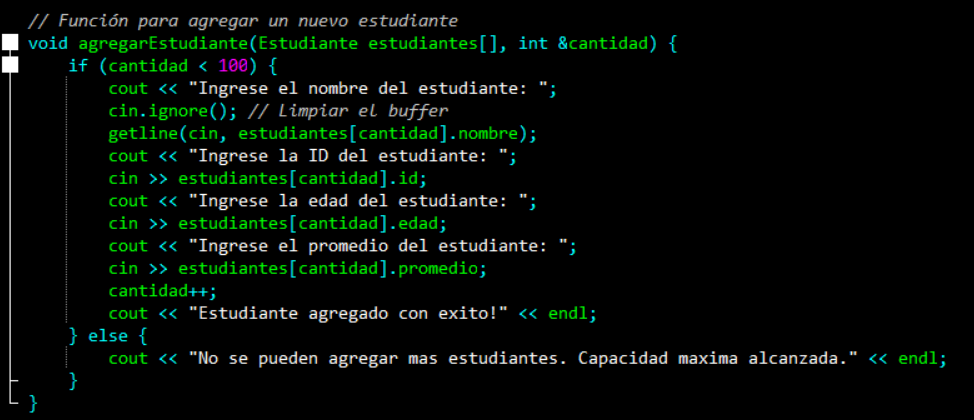 // Función para agregar un nuevo estudiante
void agregarEstudiante(Estudiante estudiantes[], int &cantidad) {
    if (cantidad < 100) {
        cout << "Ingrese el nombre del estudiante: ";
        cin.ignore(); // Limpiar el buffer
        getline(cin, estudiantes[cantidad].nombre);
        cout << "Ingrese la ID del estudiante: ";
        cin >> estudiantes[cantidad].id;
        cout << "Ingrese la edad del estudiante: ";
        cin >> estudiantes[cantidad].edad;
        cout << "Ingrese el promedio del estudiante: ";
        cin >> estudiantes[cantidad].promedio;
        cantidad++;
        cout << "Estudiante agregado con exito!" << endl;
    } else {
        cout << "No se pueden agregar mas estudiantes. Capacidad maxima alcanzada." << endl;
    }
}